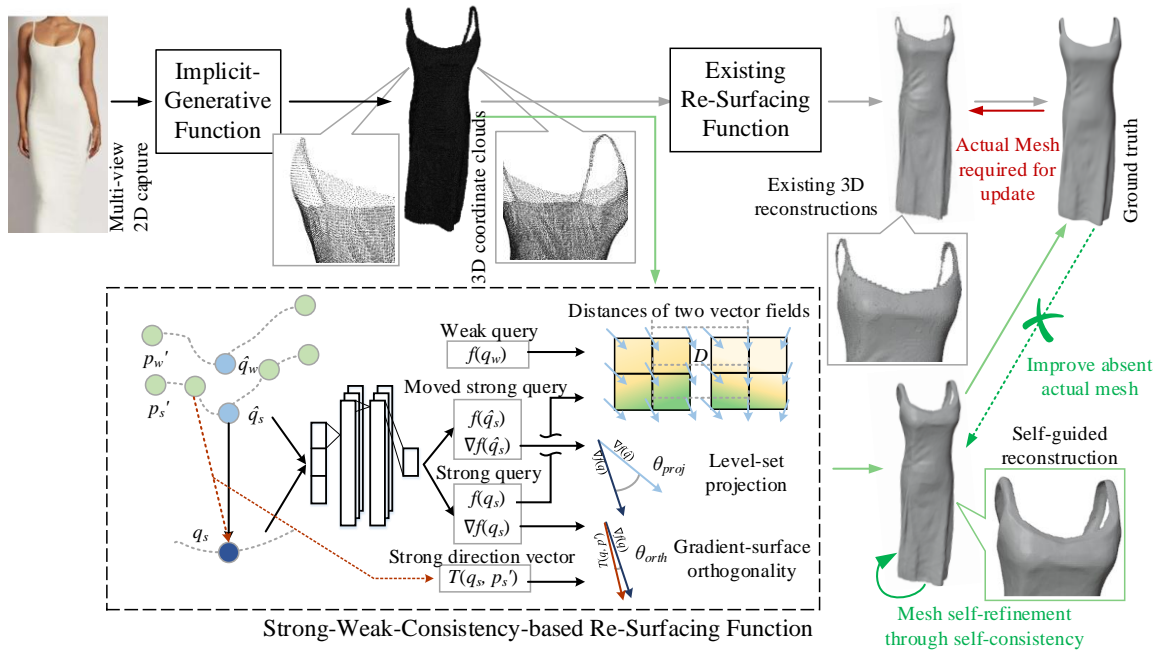 Multi-view
2D capture
Implicit-
Generative
Function
3D coordinate clouds
Existing
Re-Surfacing
Function
Existing 3D
reconstructions
Actual Mesh
required for
update
Ground truth
Improve absent
actual mesh
Self-guided
reconstruction
Mesh self-refinement
through self-consistency
p_w'
q̂_w
p_s'
q̂_s
q_s
Weak query
f(q_w)
Moved strong query
f(q̂_s)
∇f(q̂_s)
Strong query
f(q_s)
∇f(q_s)
Strong direction vector
T(q_s, p_s')
Distances of two vector fields
D
∇f(q)
∇f(q̂)
θ_proj
Level-set
projection
T(q, p')
∇f(q)
θ_orth
Gradient-surface
orthogonality
Strong-Weak-Consistency-based Re-Surfacing Function